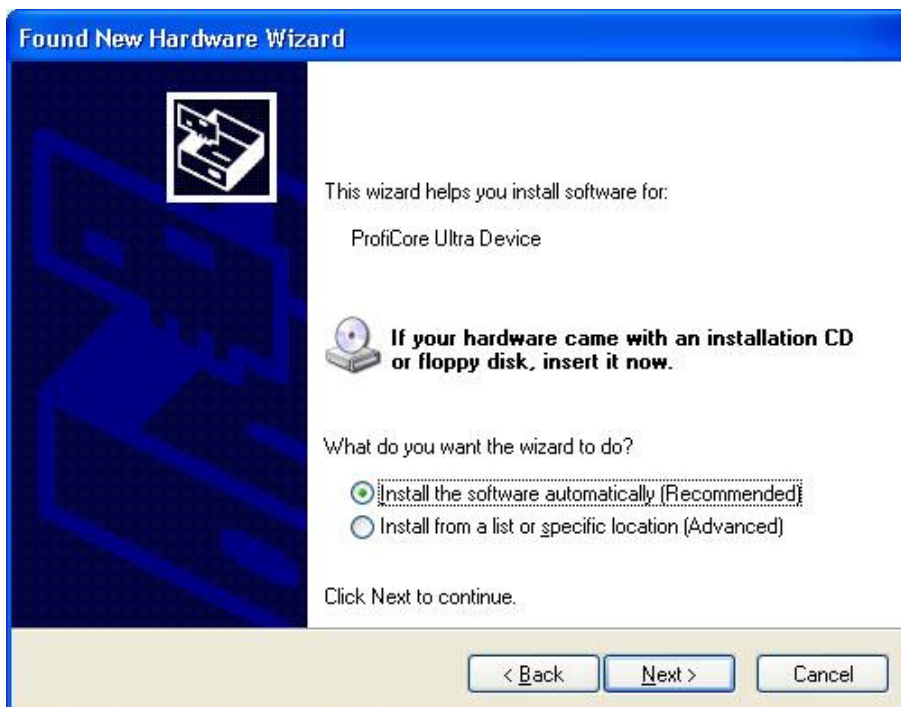 Found New Hardware Wizard
This wizard helps you install software for:
ProfiCore Ultra Device
If your hardware came with an installation CD
or floppy disk, insert it now.
What do you want the wizard to do?
Install the software automatically (Recommended)
Install from a list or specific location (Advanced)
Click Next to continue.
< Back Next > Cancel